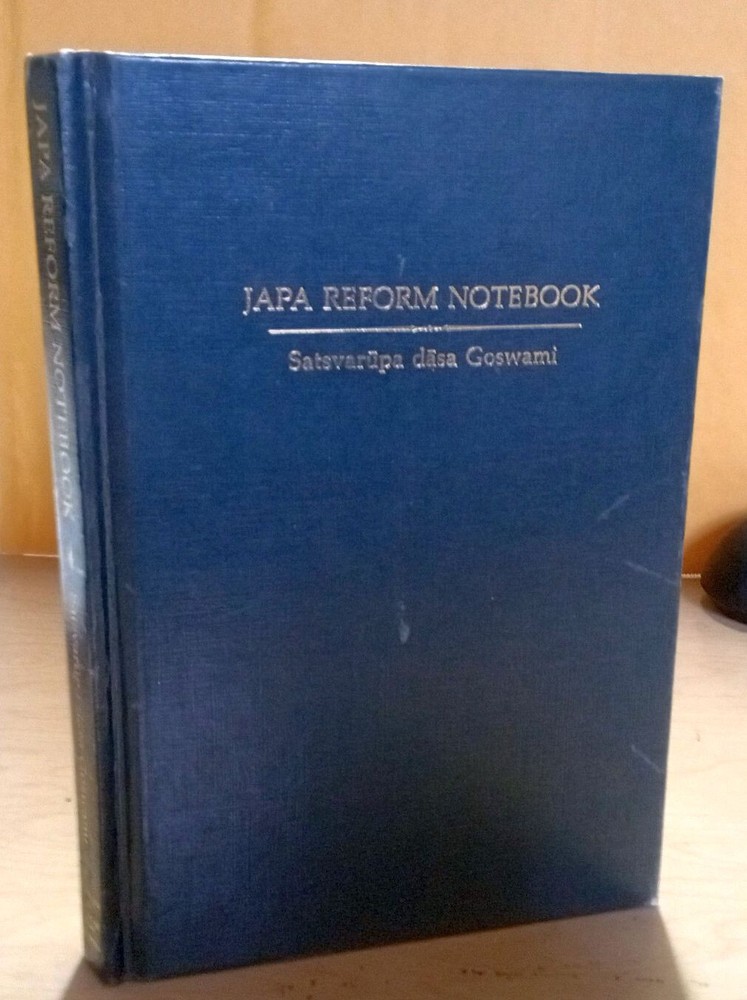 JAPA REFORM NOTEBOOK
Satsvarūpa dāsa Goswami
JAPA REFORM NOTEBOOK